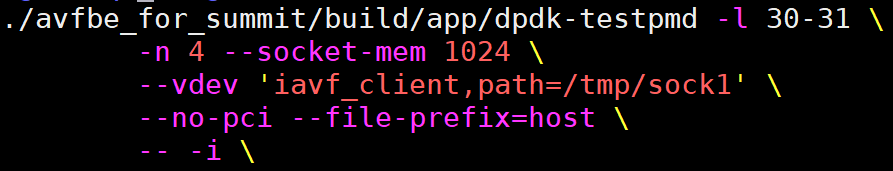 ./avfbe_for_summit/build/app/dpdk-testpmd -l 30-31 \
-n 4 --socket-mem 1024 \
--vdev 'iavf_client,path=/tmp/sock1' \
--no-pci --file-prefix=host \
-- -i \